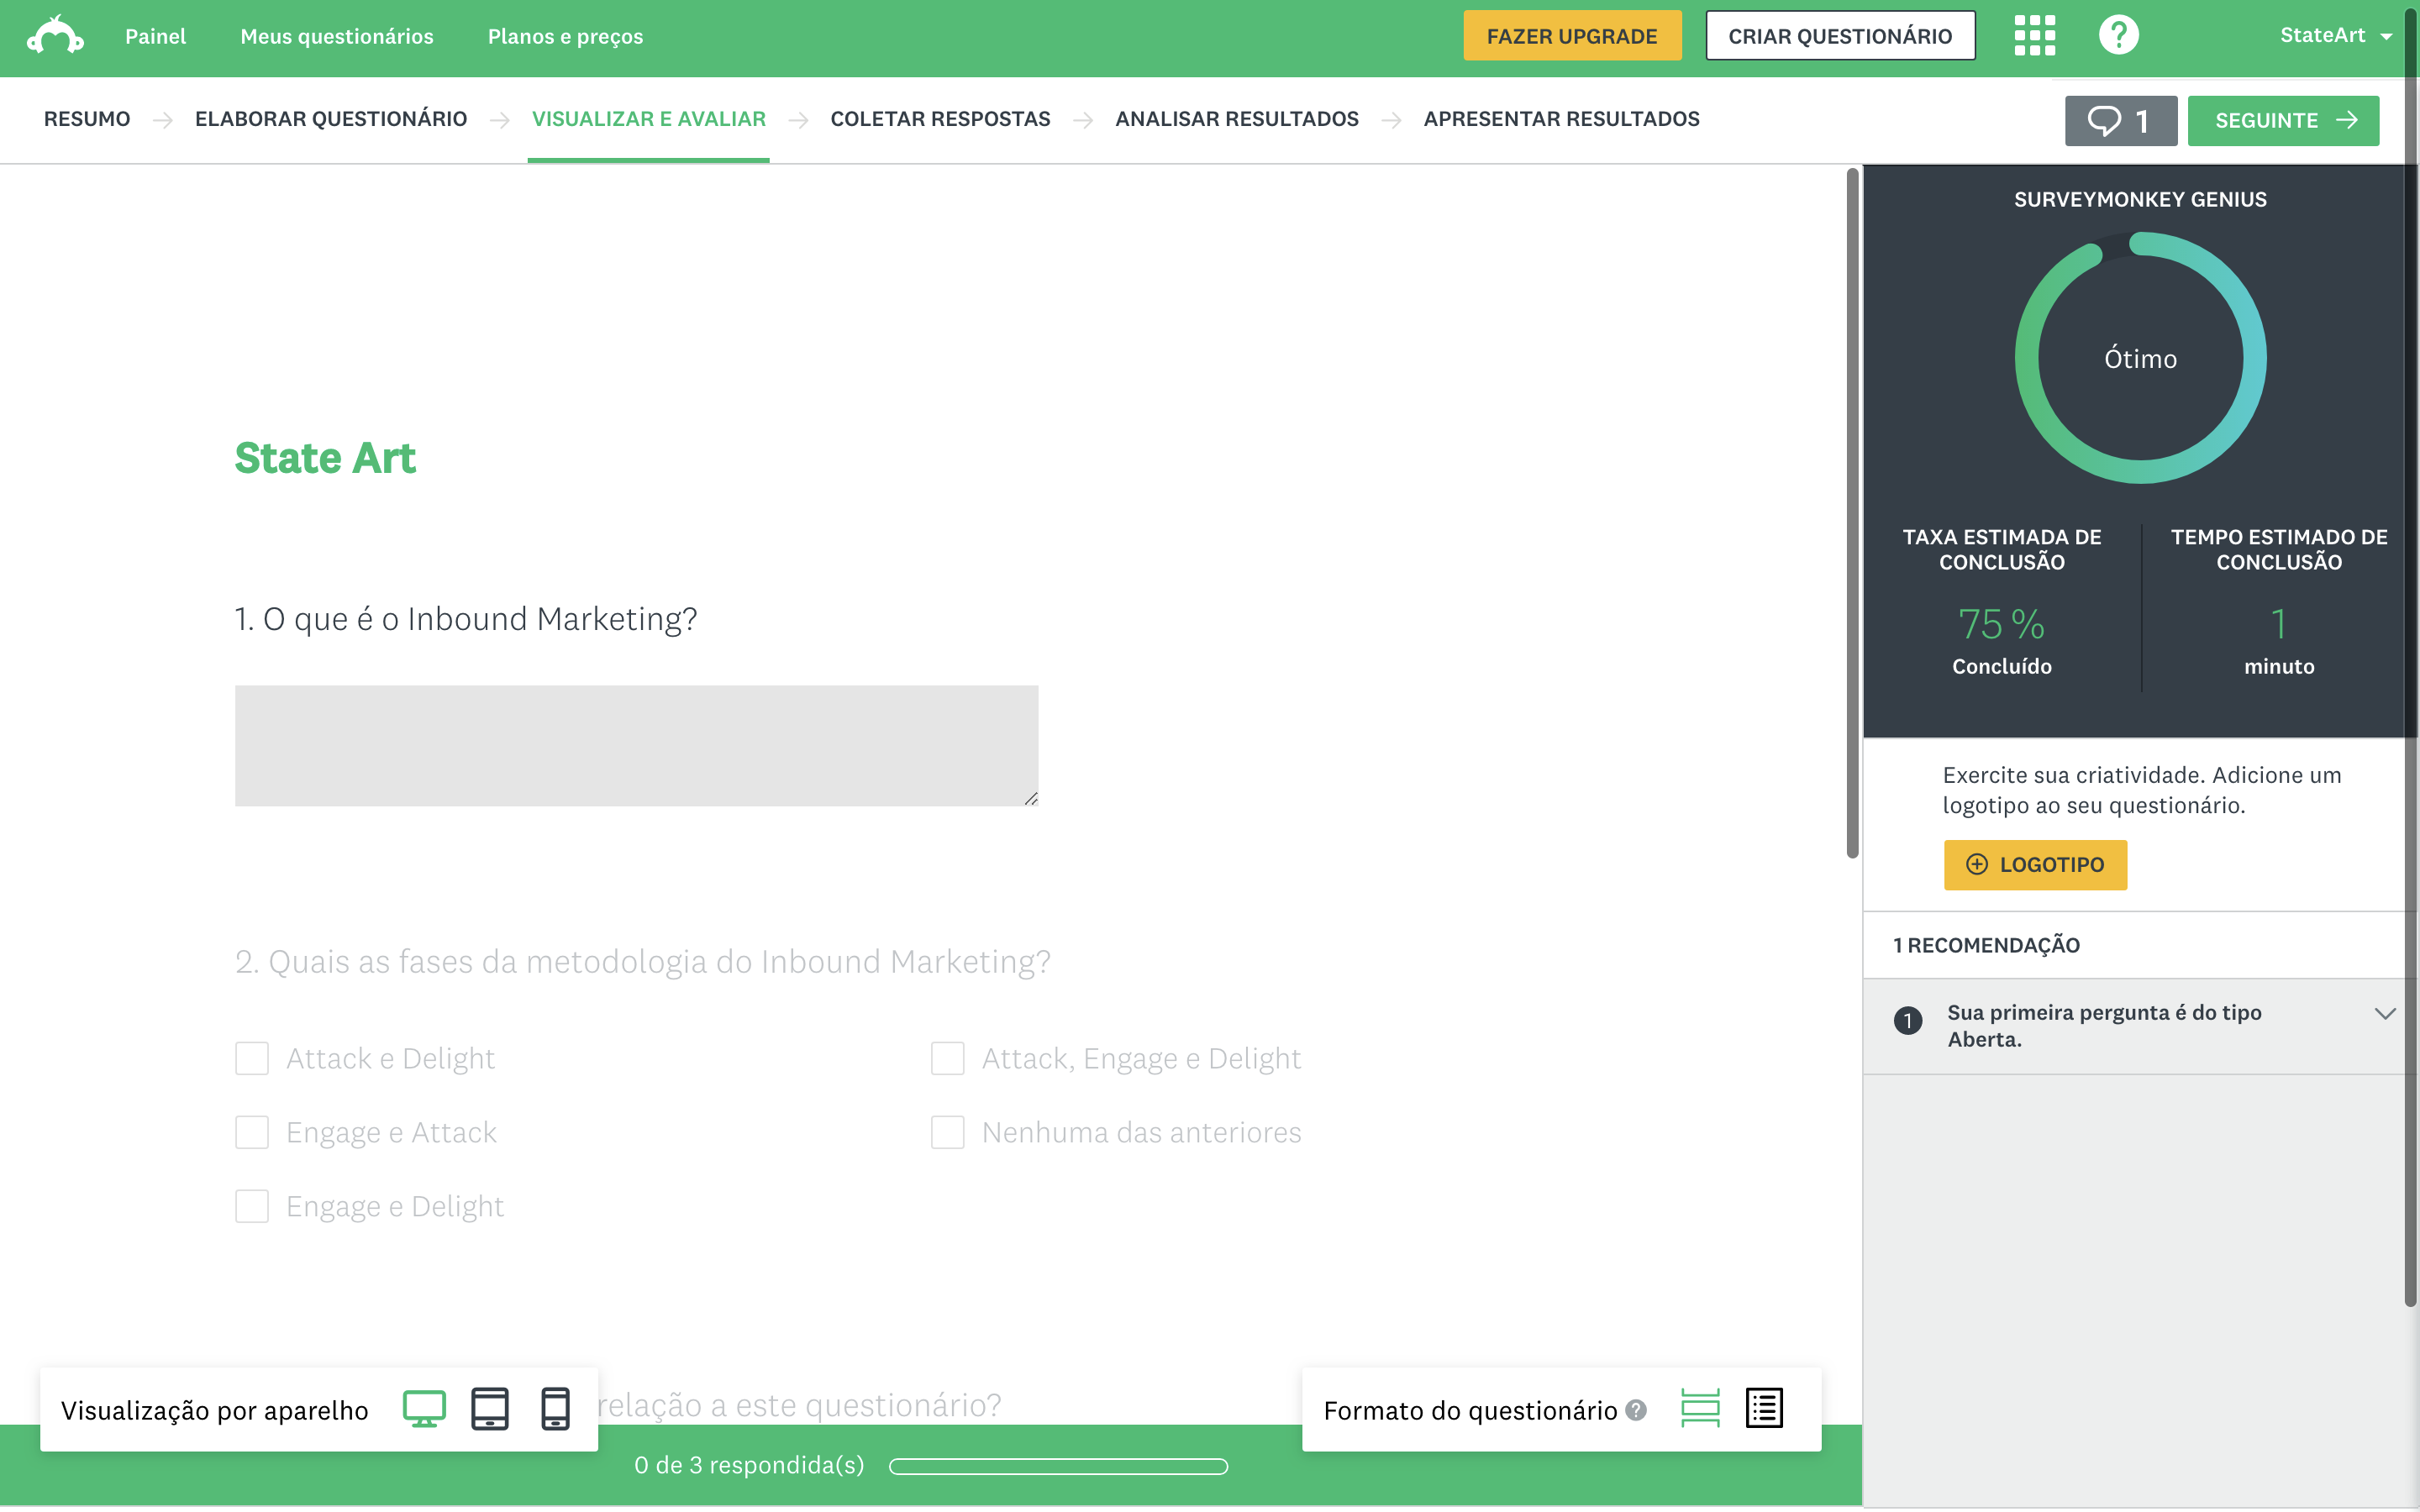 Painel
Meus questionários
Planos e preços
FAZER UPGRADE
CRIAR QUESTIONÁRIO
?
StateArt
RESUMO
ELABORAR QUESTIONÁRIO
VISUALIZAR E AVALIAR
COLETAR RESPOSTAS
ANALISAR RESULTADOS
APRESENTAR RESULTADOS
1
SEGUINTE
State Art
1. O que é o Inbound Marketing?
2. Quais as fases da metodologia do Inbound Marketing?
Attack e Delight
Engage e Attack
Engage e Delight
Attack, Engage e Delight
Nenhuma das anteriores
relação a este questionário?
Visualização por aparelho
Formato do questionário ?
0 de 3 respondida(s)
SURVEYMONKEY GENIUS
Ótimo
TAXA ESTIMADA DE
CONCLUSÃO
75 %
Concluído
TEMPO ESTIMADO DE
CONCLUSÃO
1
minuto
Exercite sua criatividade. Adicione um
logotipo ao seu questionário.
LOGOTIPO
1 RECOMENDAÇÃO
1
Sua primeira pergunta é do tipo
Aberta.